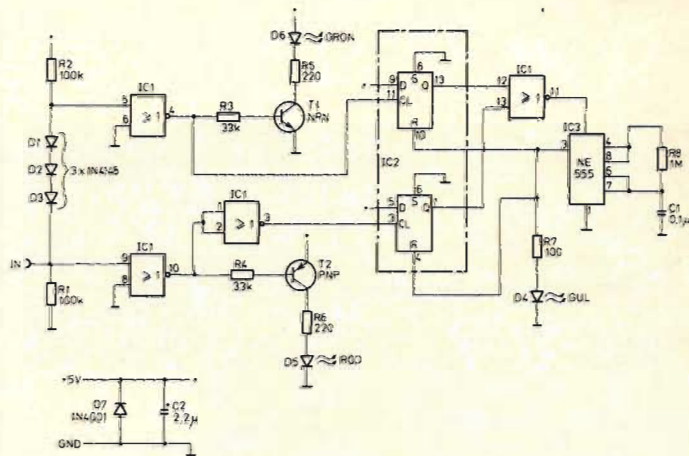 D6 GRÖN
R2
100k
R5
220
IC1
5
6
≥ 1
4
R3
33k
T1
NPN
6
9 D S Q 13
11 CL
R
10
IC1
12
13
≥ 1
11
D1
D2
D3
3 x 1N4148
IC2
IC3
3
NE
555
4
8
6
7
1
R8
1M
C1
0,1µ
IC1
1
2
≥ 1
3
6
5 D S Q 1
3 CL
R
4
IN
IC1
9
8
≥ 1
10
R1
100k
R4
33k
T2
PNP
R7
100
R6
220
D4 GUL
D5 RÖD
+5V
D7
1N4001
+
C2
2,2µ
GND